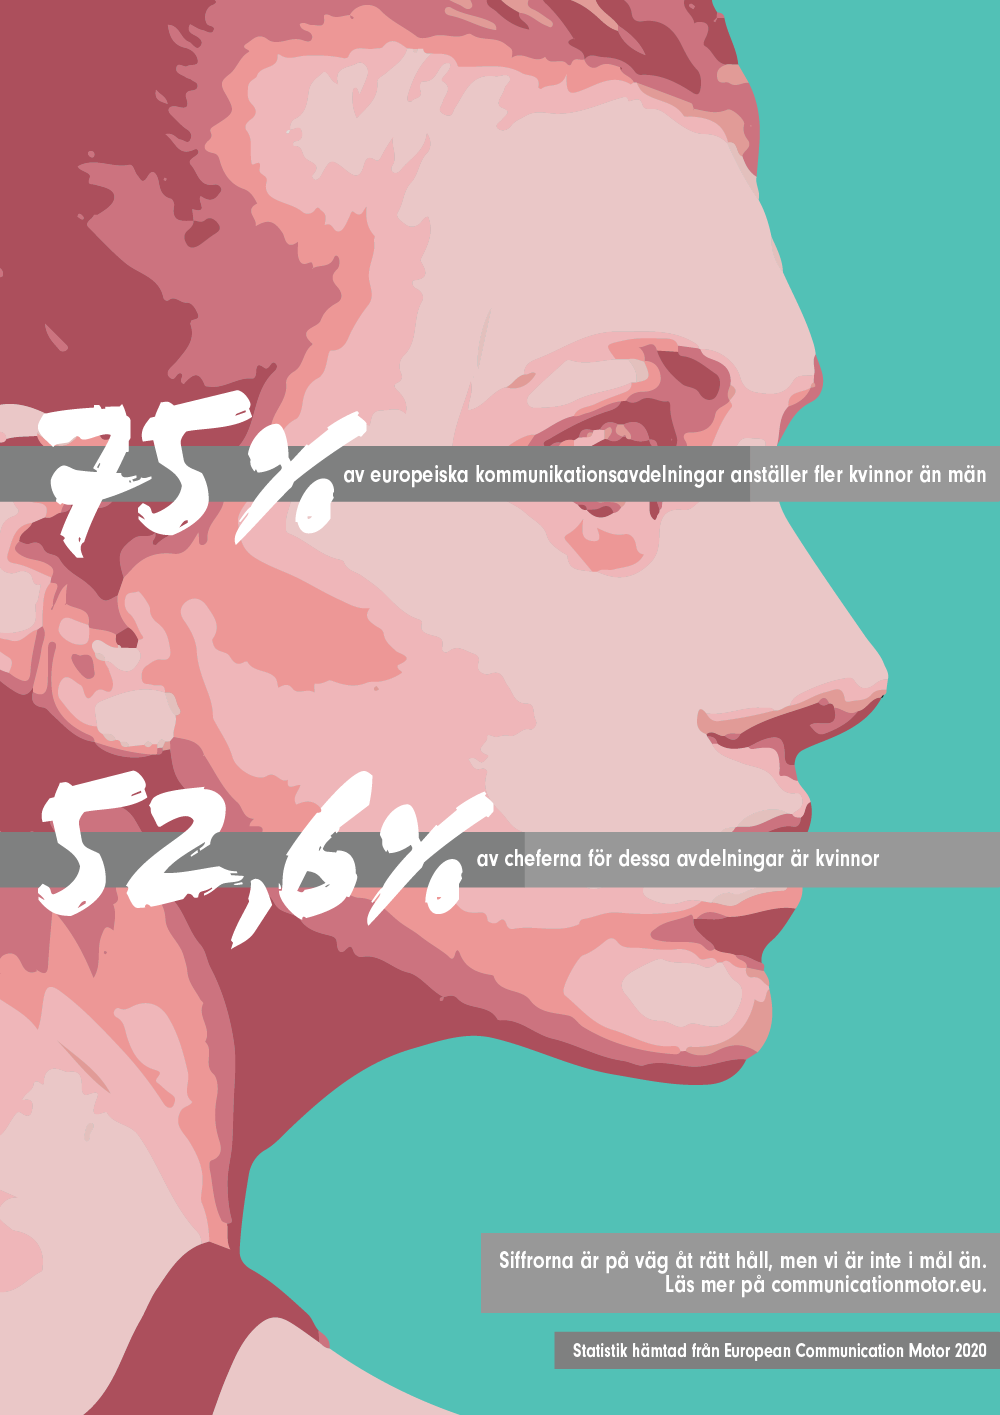 75% av europeiska kommunikationsavdelningar anställer fler kvinnor än män
52,6% av cheferna för dessa avdelningar är kvinnor
Siffrorna är på väg åt rätt håll, men vi är inte i mål än.
Läs mer på communicationmotor.eu.
Statistik hämtad från European Communication Motor 2020